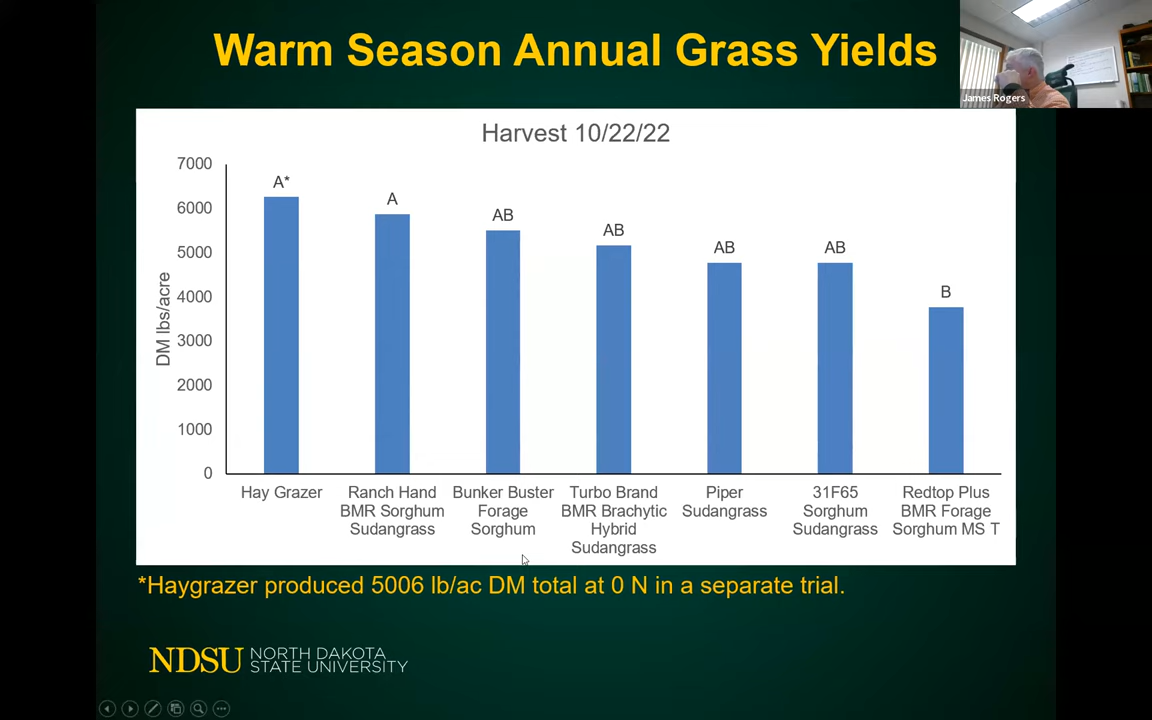 Warm Season Annual Grass Yields
James Rogers
Harvest 10/22/22
DM lbs/acre
7000
6000
5000
4000
3000
2000
1000
0
A*
A
AB
AB
AB
AB
B
Hay Grazer
Ranch Hand
BMR Sorghum
Sudangrass
Bunker Buster
Forage
Sorghum
Turbo Brand
BMR Brachytic
Hybrid
Sudangrass
Piper
Sudangrass
31F65
Sorghum
Sudangrass
Redtop Plus
BMR Forage
Sorghum MS T
*Haygrazer produced 5006 lb/ac DM total at 0 N in a separate trial.
NDSU NORTH DAKOTA
STATE UNIVERSITY